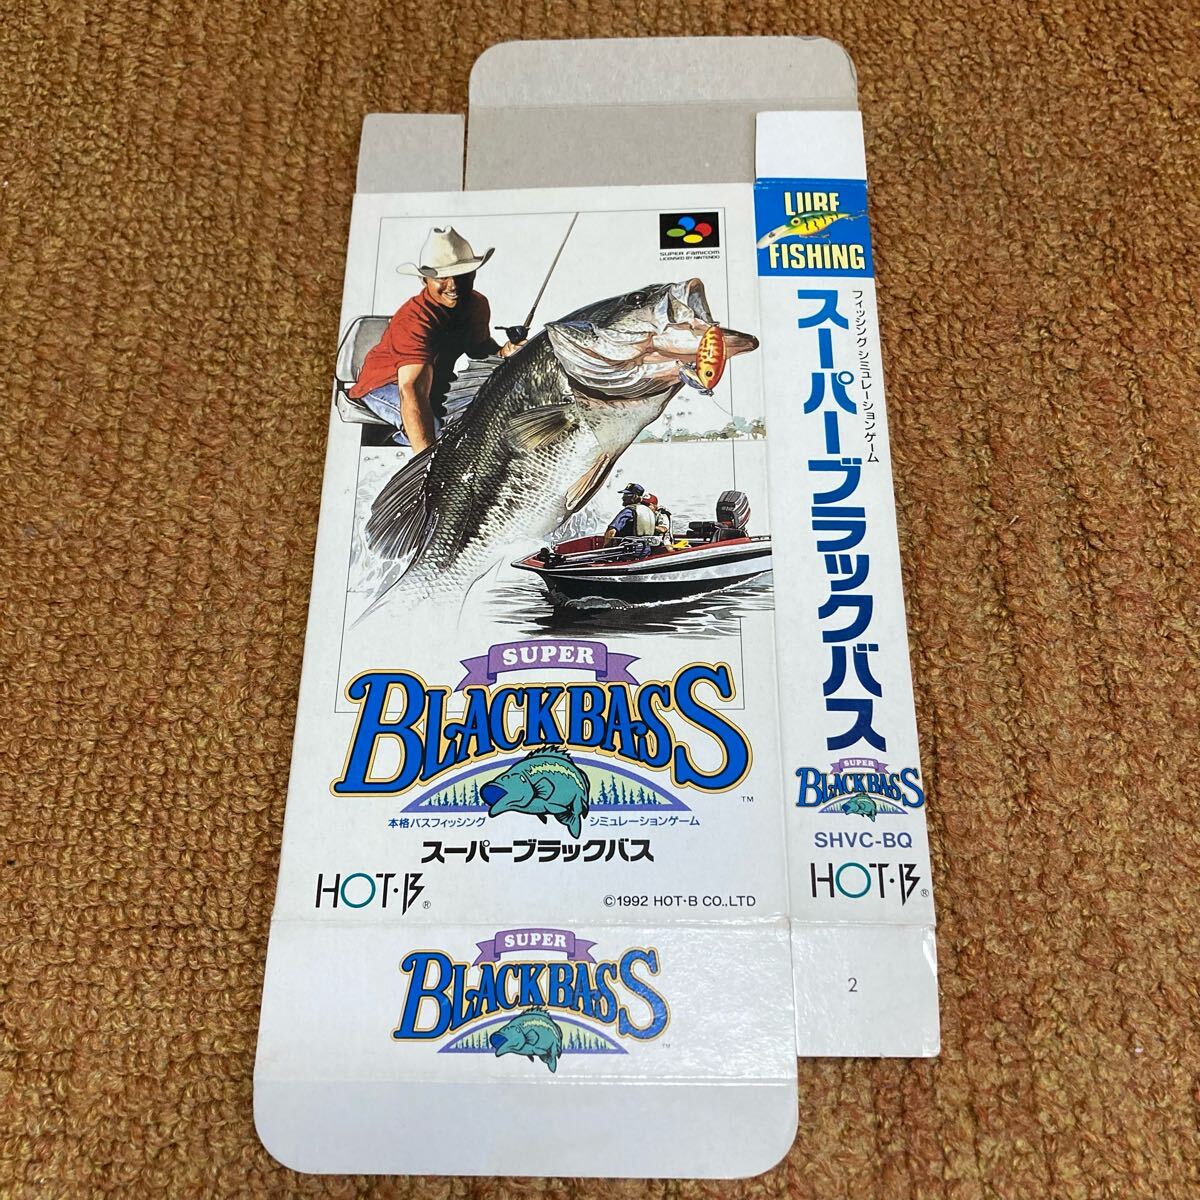 SUPER FAMICOM
LICENSED BY NINTENDO
SUPER
BLACKBASS
™
本格バスフィッシング シミュレーションゲーム
スーパーブラックバス
HOT・B®
©1992 HOT・B CO.,LTD
SUPER
BLACKBASS
™
LURE
FISHING
フィッシング シミュレーションゲーム
スーパーブラックバス
SUPER
BLACKBASS
SHVC-BQ
HOT・B®
2